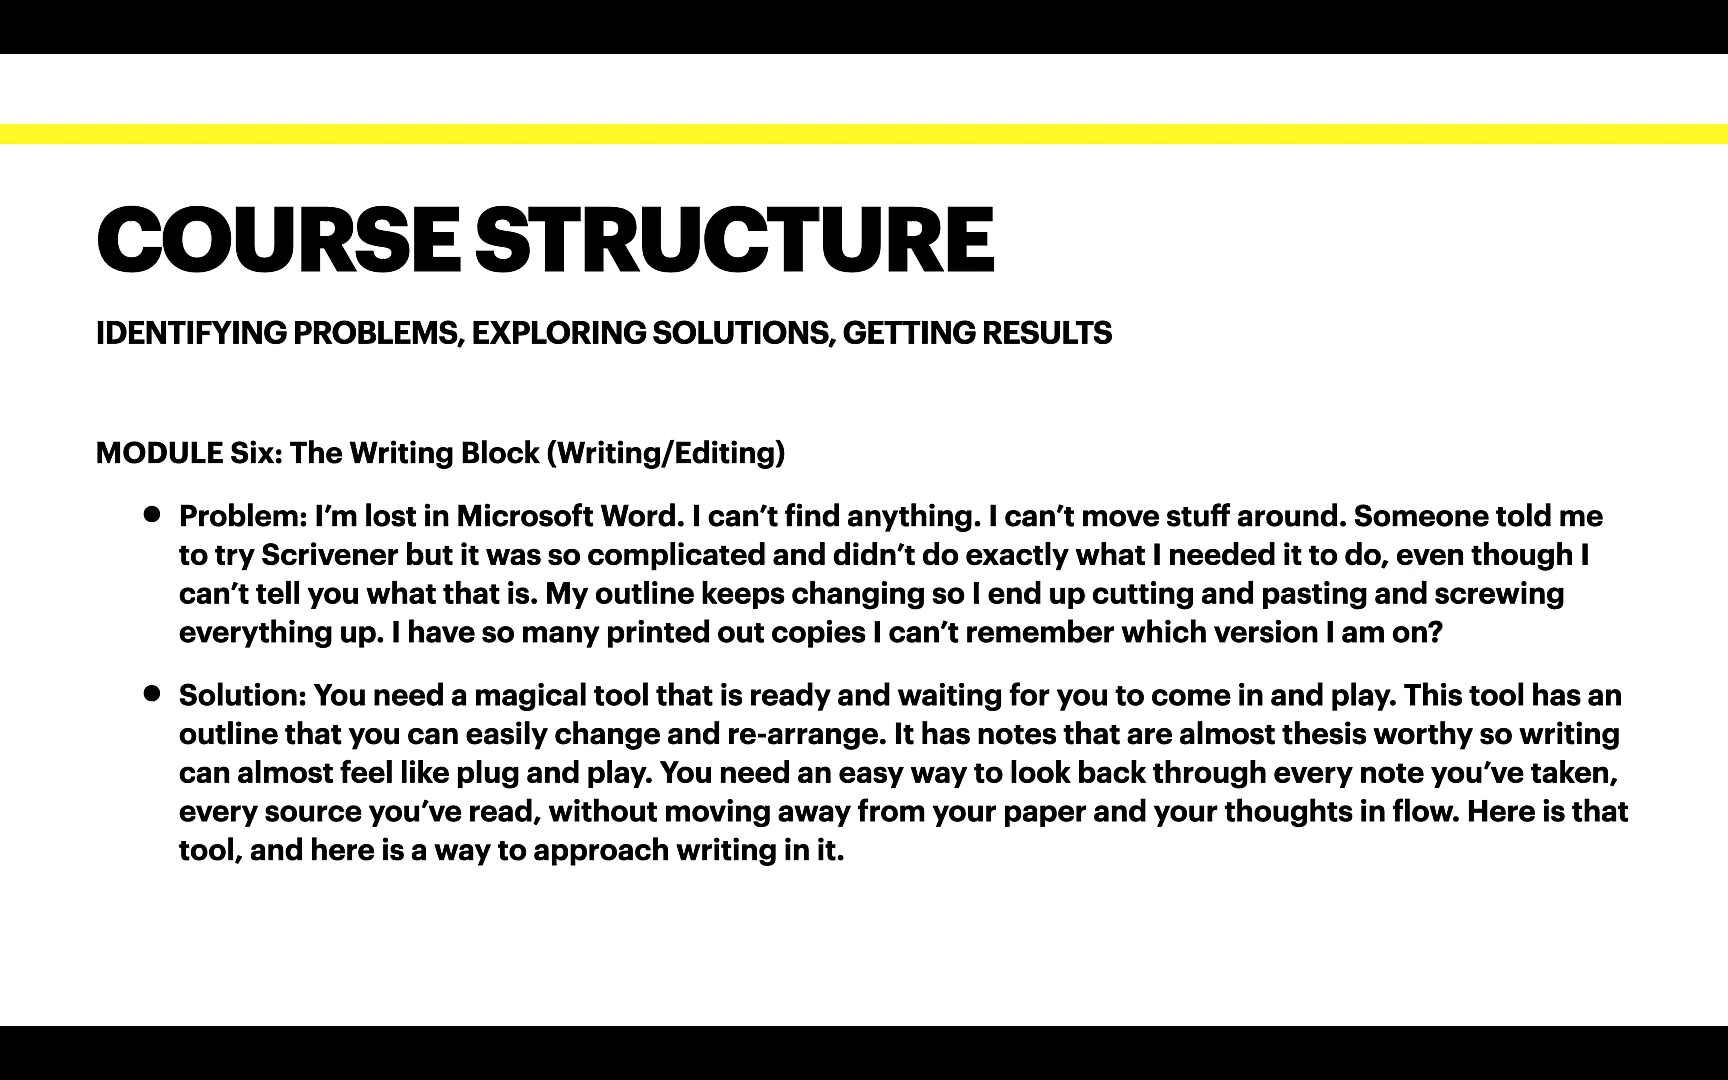 COURSE STRUCTURE
IDENTIFYING PROBLEMS, EXPLORING SOLUTIONS, GETTING RESULTS
MODULE Six: The Writing Block (Writing/Editing)
● Problem: I’m lost in Microsoft Word. I can’t find anything. I can’t move stuff around. Someone told me
to try Scrivener but it was so complicated and didn’t do exactly what I needed it to do, even though I
can’t tell you what that is. My outline keeps changing so I end up cutting and pasting and screwing
everything up. I have so many printed out copies I can’t remember which version I am on?
● Solution: You need a magical tool that is ready and waiting for you to come in and play. This tool has an
outline that you can easily change and re-arrange. It has notes that are almost thesis worthy so writing
can almost feel like plug and play. You need an easy way to look back through every note you’ve taken,
every source you’ve read, without moving away from your paper and your thoughts in flow. Here is that
tool, and here is a way to approach writing in it.